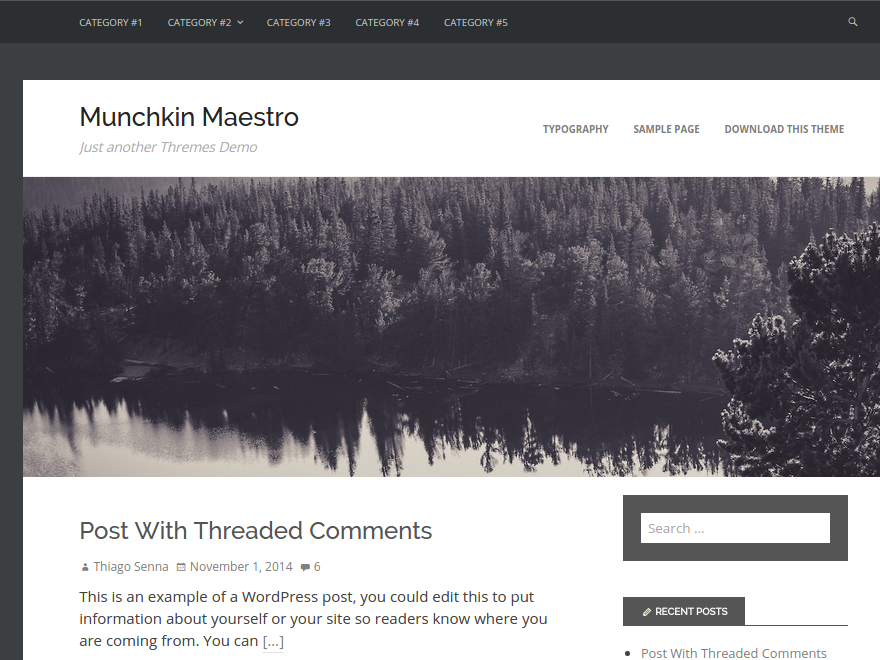 CATEGORY #1 CATEGORY #2 CATEGORY #3 CATEGORY #4 CATEGORY #5
Munchkin Maestro
Just another Thremes Demo
TYPOGRAPHY SAMPLE PAGE DOWNLOAD THIS THEME
Post With Threaded Comments
Thiago Senna November 1, 2014 6
This is an example of a WordPress post, you could edit this to put
information about yourself or your site so readers know where you
are coming from. You can [...]
Search ...
RECENT POSTS
Post With Threaded Comments